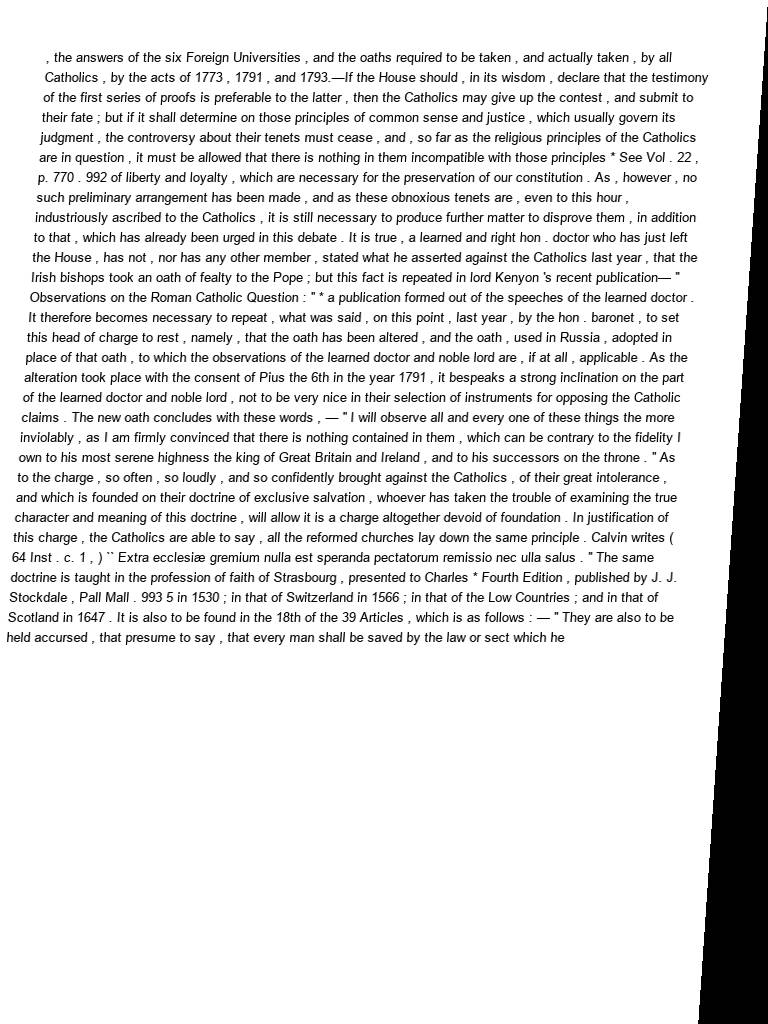 , the answers of the six Foreign Universities , and the oaths required to be taken , and actually taken , by all
Catholics , by the acts of 1773 , 1791 , and 1793.—If the House should , in its wisdom , declare that the testimony
of the first series of proofs is preferable to the latter , then the Catholics may give up the contest , and submit to
their fate ; but if it shall determine on those principles of common sense and justice , which usually govern its
judgment , the controversy about their tenets must cease , and , so far as the religious principles of the Catholics
are in question , it must be allowed that there is nothing in them incompatible with those principles * See Vol . 22 ,
p. 770 . 992 of liberty and loyalty , which are necessary for the preservation of our constitution . As , however , no
such preliminary arrangement has been made , and as these obnoxious tenets are , even to this hour ,
industriously ascribed to the Catholics , it is still necessary to produce further matter to disprove them , in addition
to that , which has already been urged in this debate . It is true , a learned and right hon . doctor who has just left
the House , has not , nor has any other member , stated what he asserted against the Catholics last year , that the
Irish bishops took an oath of fealty to the Pope ; but this fact is repeated in lord Kenyon 's recent publication— "
Observations on the Roman Catholic Question : " * a publication formed out of the speeches of the learned doctor .
It therefore becomes necessary to repeat , what was said , on this point , last year , by the hon . baronet , to set
this head of charge to rest , namely , that the oath has been altered , and the oath , used in Russia , adopted in
place of that oath , to which the observations of the learned doctor and noble lord are , if at all , applicable . As the
alteration took place with the consent of Pius the 6th in the year 1791 , it bespeaks a strong inclination on the part
of the learned doctor and noble lord , not to be very nice in their selection of instruments for opposing the Catholic
claims . The new oath concludes with these words , — " I will observe all and every one of these things the more
inviolably , as I am firmly convinced that there is nothing contained in them , which can be contrary to the fidelity I
own to his most serene highness the king of Great Britain and Ireland , and to his successors on the throne . " As
to the charge , so often , so loudly , and so confidently brought against the Catholics , of their great intolerance ,
and which is founded on their doctrine of exclusive salvation , whoever has taken the trouble of examining the true
character and meaning of this doctrine , will allow it is a charge altogether devoid of foundation . In justification of
this charge , the Catholics are able to say , all the reformed churches lay down the same principle . Calvin writes (
64 Inst . c. 1 , ) `` Extra ecclesiæ gremium nulla est speranda pectatorum remissio nec ulla salus . " The same
doctrine is taught in the profession of faith of Strasbourg , presented to Charles * Fourth Edition , published by J. J.
Stockdale , Pall Mall . 993 5 in 1530 ; in that of Switzerland in 1566 ; in that of the Low Countries ; and in that of
Scotland in 1647 . It is also to be found in the 18th of the 39 Articles , which is as follows : — " They are also to be
held accursed , that presume to say , that every man shall be saved by the law or sect which he